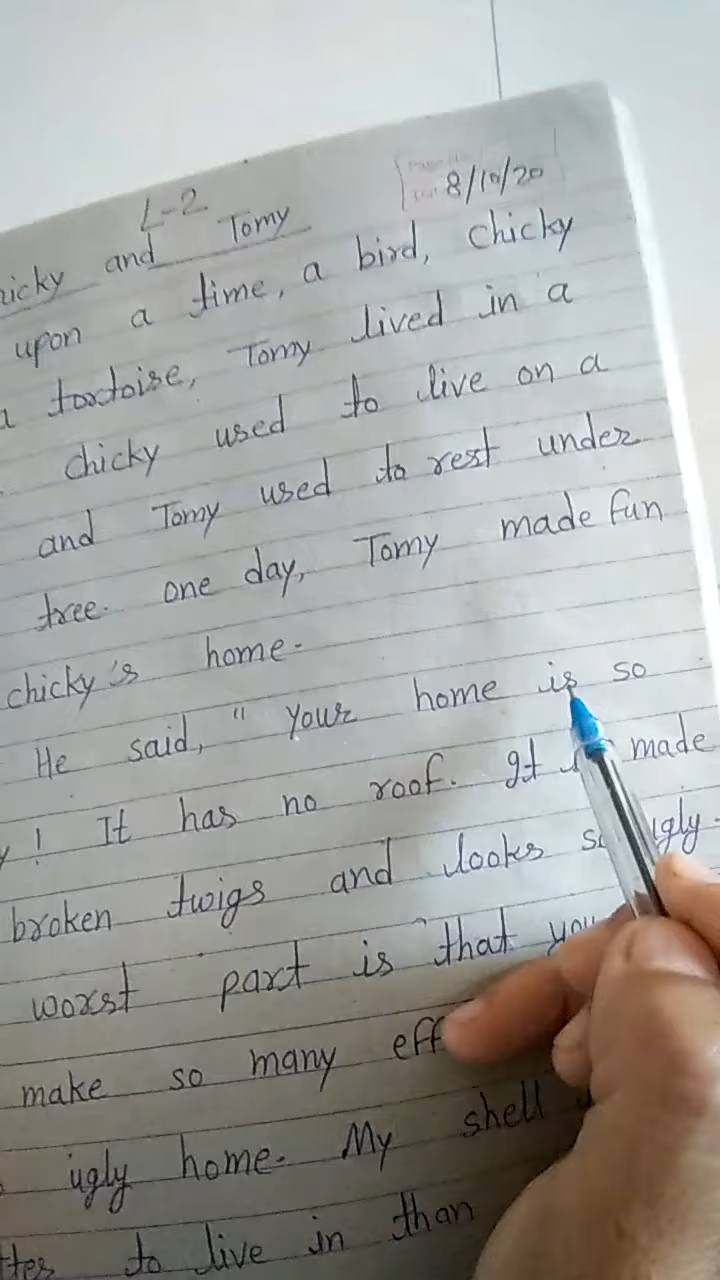 L-2
8/10/20
and Tomy
upon a time, a bird, chicky
a tortoise, Tomy lived in a
chicky used to live on a
and Tomy used to rest under
tree. one day, Tomy made fun
chicky's home.
He said, " Your home is so
! It has no roof. It made
broken twigs and looks ugly.
worst part is that you
make so many
ugly home. My shell
to live in than